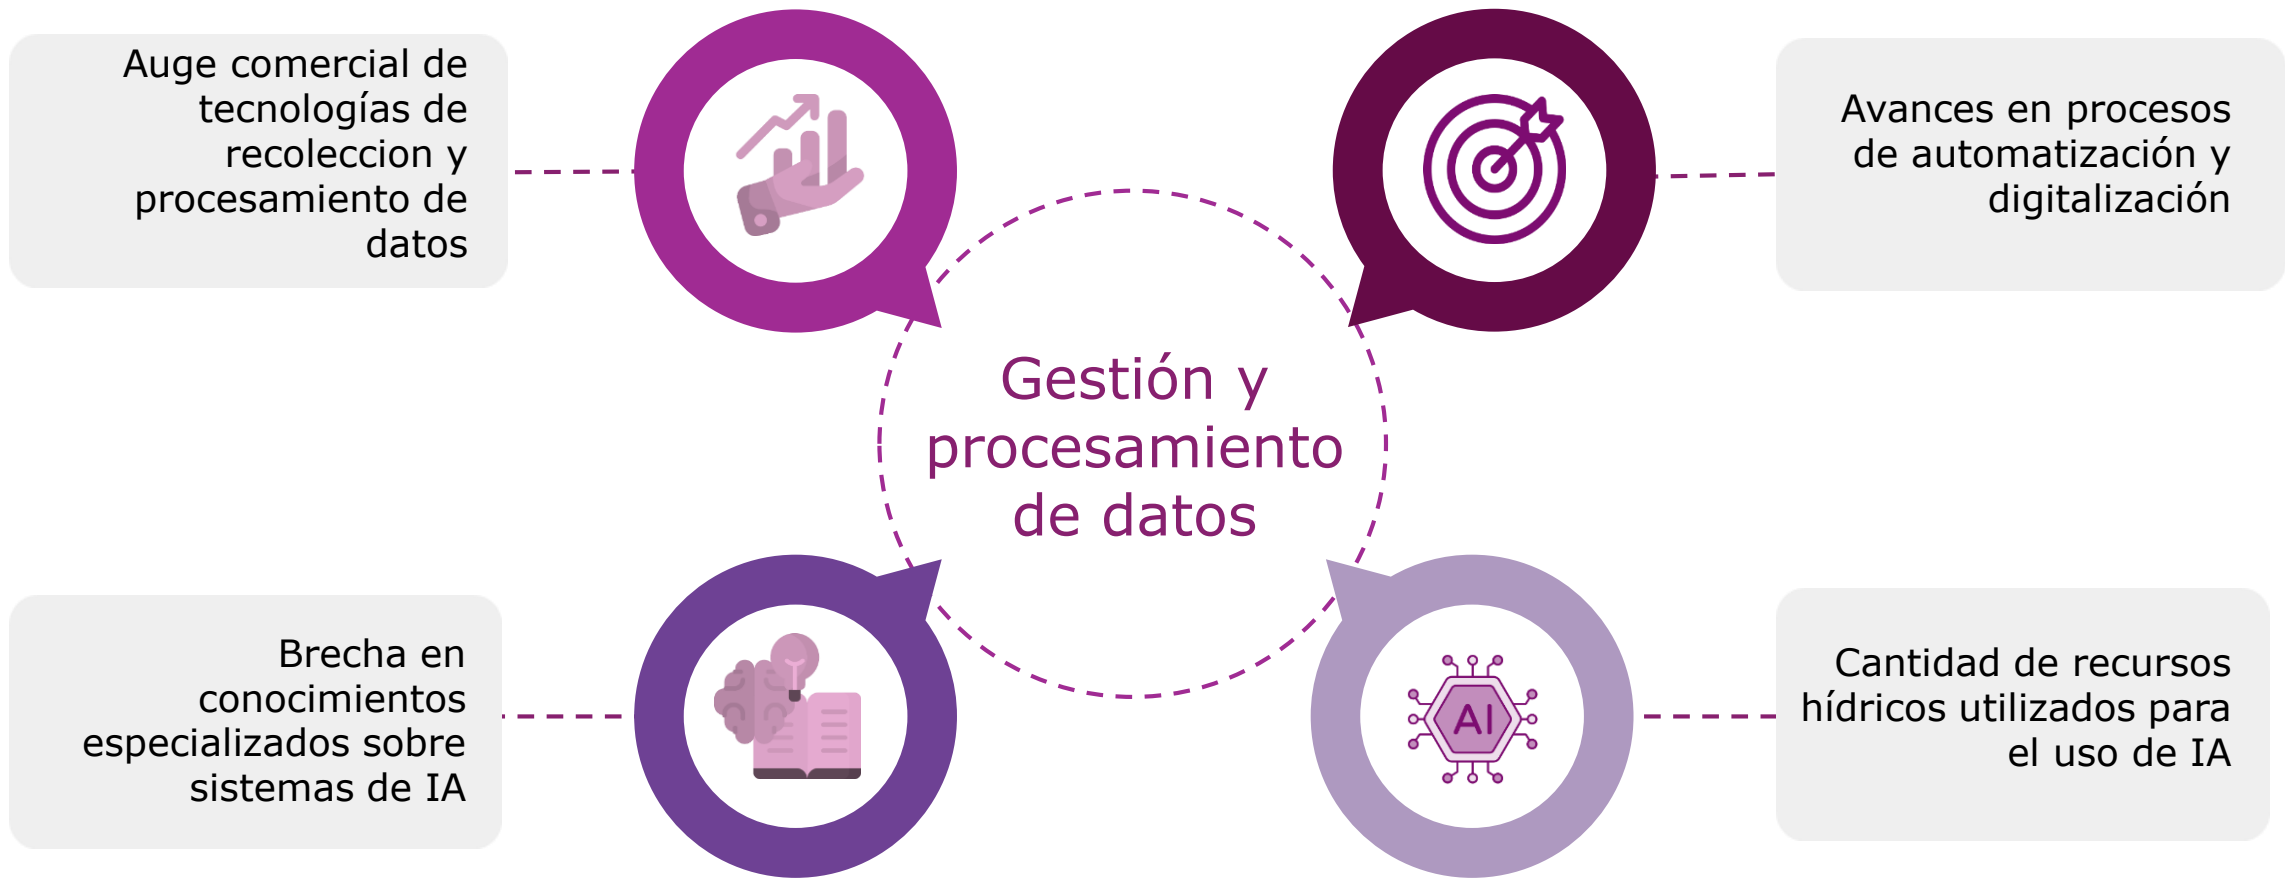 Auge comercial de
tecnologías de
recoleccion y
procesamiento de
datos
Avances en procesos
de automatización y
digitalización
Gestión y
procesamiento
de datos
Brecha en
conocimientos
especializados sobre
sistemas de IA
AI
Cantidad de recursos
hídricos utilizados para
el uso de IA